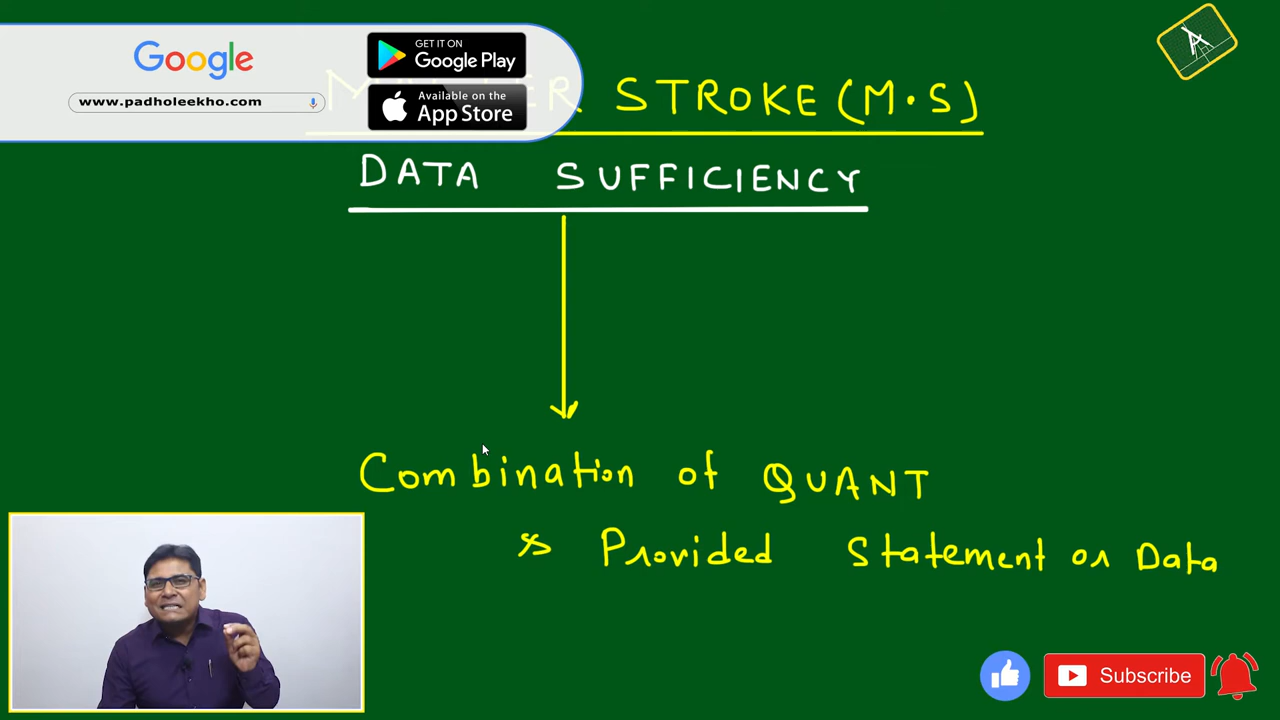 Google
GET IT ON
Google Play
www.padholeekho.com
Available on the
App Store
STROKE (M.S)
DATA SUFFICIENCY
Combination of QUANT
& Provided Statement or Data
Subscribe